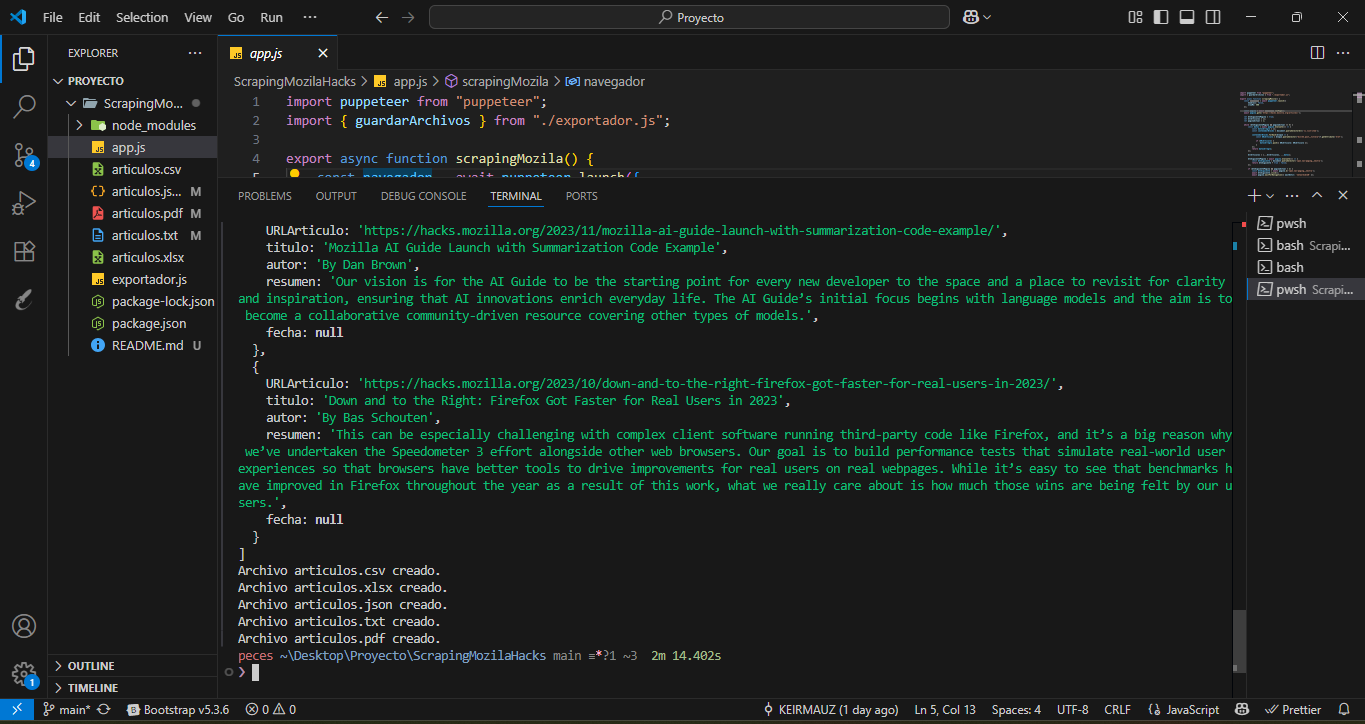 File Edit Selection View Go Run ··· Proyecto
EXPLORER ···
PROYECTO
ScrapingMo...
node_modules
app.js
articulos.csv
articulos.js... M
articulos.pdf M
articulos.txt M
articulos.xlsx
exportador.js
package-lock.json
package.json
README.md U
OUTLINE
TIMELINE
app.js
ScrapingMozilaHacks > app.js > scrapingMozila > navegador
1 import puppeteer from "puppeteer";
2 import { guardarArchivos } from "./exportador.js";
3
4 export async function scrapingMozila() {
5 const navegador = await puppeteer.launch({
PROBLEMS OUTPUT DEBUG CONSOLE TERMINAL PORTS
URLArticulo: 'https://hacks.mozilla.org/2023/11/mozilla-ai-guide-launch-with-summarization-code-example/',
titulo: 'Mozilla AI Guide Launch with Summarization Code Example',
autor: 'By Dan Brown',
resumen: 'Our vision is for the AI Guide to be the starting point for every new developer to the space and a place to revisit for clarity
and inspiration, ensuring that AI innovations enrich everyday life. The AI Guide’s initial focus begins with language models and the aim is to
become a collaborative community-driven resource covering other types of models.',
fecha: null
},
{
URLArticulo: 'https://hacks.mozilla.org/2023/10/down-and-to-the-right-firefox-got-faster-for-real-users-in-2023/',
titulo: 'Down and to the Right: Firefox Got Faster for Real Users in 2023',
autor: 'By Bas Schouten',
resumen: 'This can be especially challenging with complex client software running third-party code like Firefox, and it’s a big reason why
we’ve undertaken the Speedometer 3 effort alongside other web browsers. Our goal is to build performance tests that simulate real-world user
experiences so that browsers have better tools to drive improvements for real users on real webpages. While it’s easy to see that benchmarks h
ave improved in Firefox throughout the year as a result of this work, what we really care about is how much those wins are being felt by our u
sers.',
fecha: null
}
]
Archivo articulos.csv creado.
Archivo articulos.xlsx creado.
Archivo articulos.json creado.
Archivo articulos.txt creado.
Archivo articulos.pdf creado.
peces ~\Desktop\Proyecto\ScrapingMozilaHacks main ≡*?1 ~3 2m 14.402s
❯
pwsh
bash Scrapi...
bash
pwsh Scrapi...
4
1
main* Bootstrap v5.3.6 0 0 KEIRMAUZ (1 day ago) Ln 5, Col 13 Spaces: 4 UTF-8 CRLF JavaScript Prettier